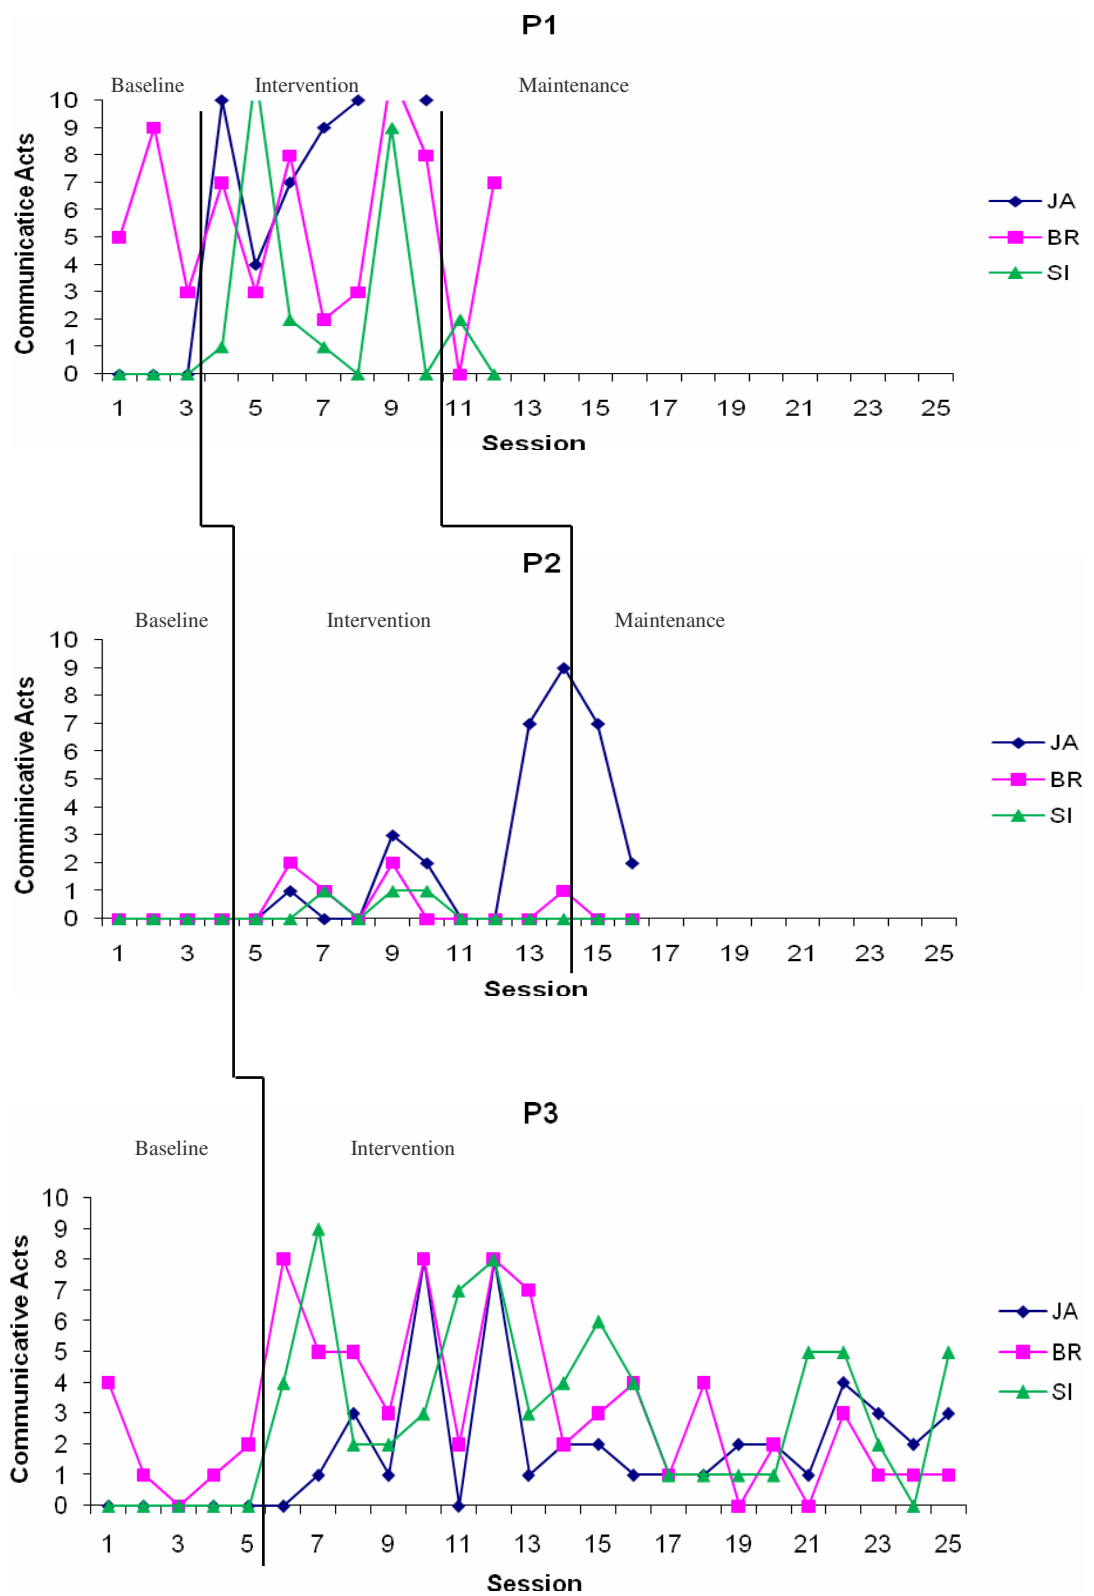 P1
Baseline Intervention Maintenance
Communicatice Acts
10
9
8
7
6
5
4
3
2
1
0
1 3 5 7 9 11 13 15 17 19 21 23 25
Session
JA
BR
SI
P2
Baseline Intervention Maintenance
Comminicative Acts
10
9
8
7
6
5
4
3
2
1
0
1 3 5 7 9 11 13 15 17 19 21 23 25
Session
JA
BR
SI
P3
Baseline Intervention
Communicative Acts
10
9
8
7
6
5
4
3
2
1
0
1 3 5 7 9 11 13 15 17 19 21 23 25
Session
JA
BR
SI